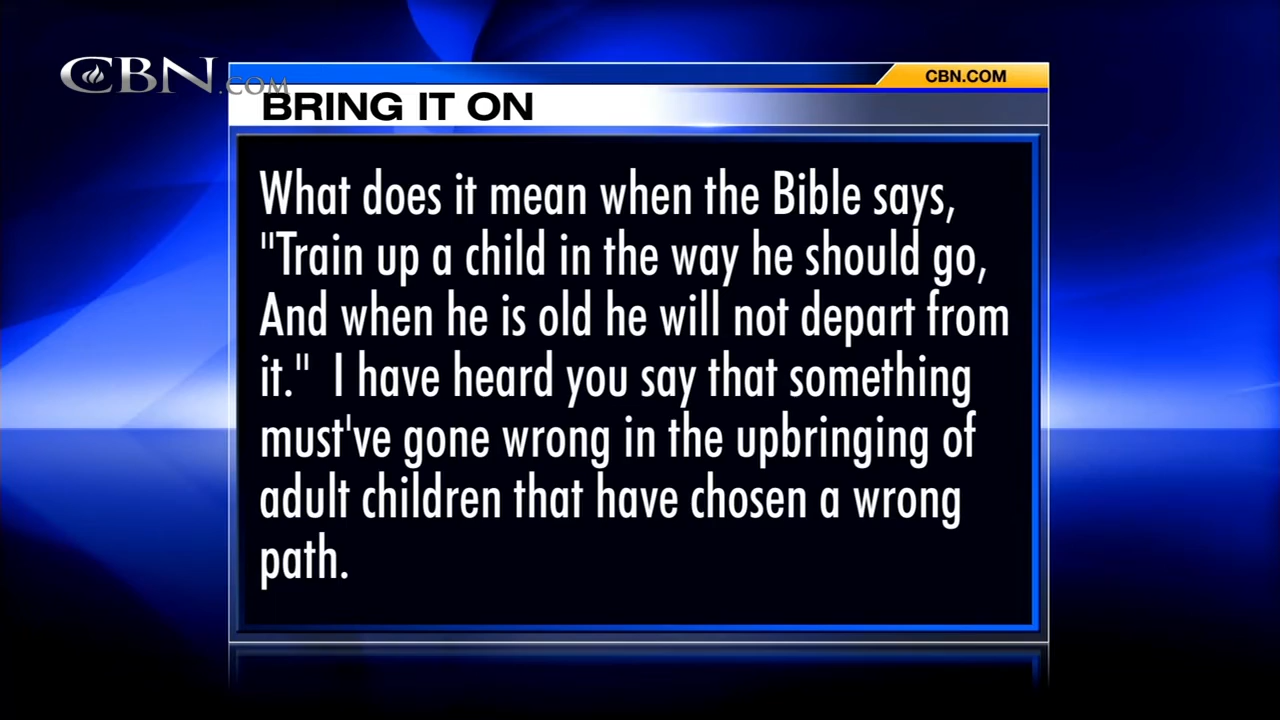 CBN.COM
CBN.COM
BRING IT ON
What does it mean when the Bible says,
"Train up a child in the way he should go,
And when he is old he will not depart from
it."  I have heard you say that something
must've gone wrong in the upbringing of
adult children that have chosen a wrong
path.